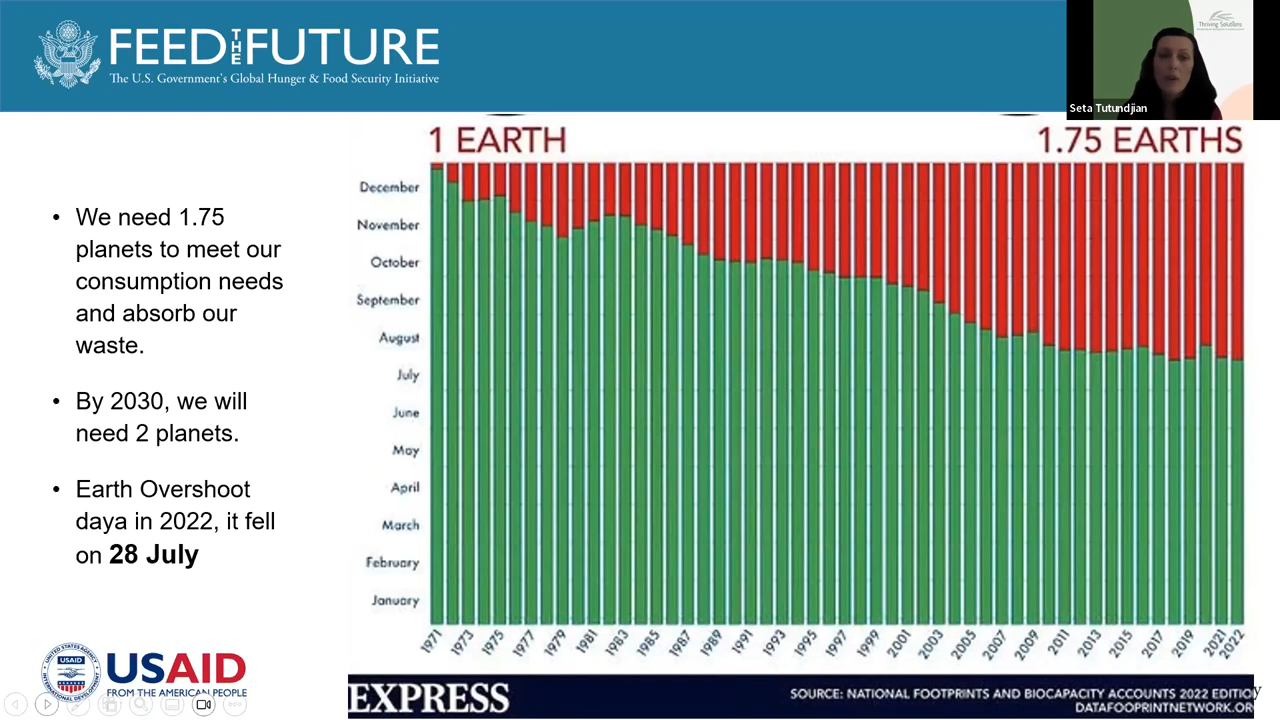 FEED THE FUTURE
The U.S. Government's Global Hunger & Food Security Initiative
Thriving Solutions
Seta Tutundjian
1 EARTH
1.75 EARTHS
• We need 1.75
planets to meet our
consumption needs
and absorb our
waste.
• By 2030, we will
need 2 planets.
• Earth Overshoot
daya in 2022, it fell
on 28 July
December
November
October
September
August
July
June
May
April
March
February
January
1971
1973
1975
1977
1979
1981
1983
1985
1987
1989
1991
1993
1995
1997
1999
2001
2003
2005
2007
2009
2011
2013
2015
2017
2019
2021
2022
USAID
USAID
FROM THE AMERICAN PEOPLE
EXPRESS
SOURCE: NATIONAL FOOTPRINTS AND BIOCAPACITY ACCOUNTS 2022 EDITIO
DATAFOOPRINTNETWORK.OR
y